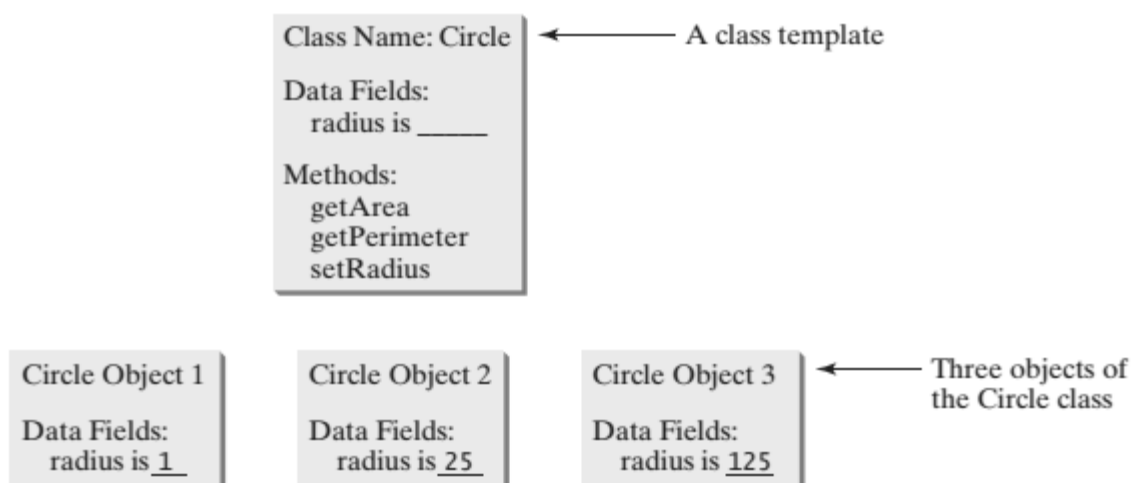 Class Name: Circle
A class template
Data Fields:
radius is _____
Methods:
getArea
getPerimeter
setRadius
Circle Object 1
Data Fields:
radius is 1
Circle Object 2
Data Fields:
radius is 25
Circle Object 3
Data Fields:
radius is 125
Three objects of
the Circle class